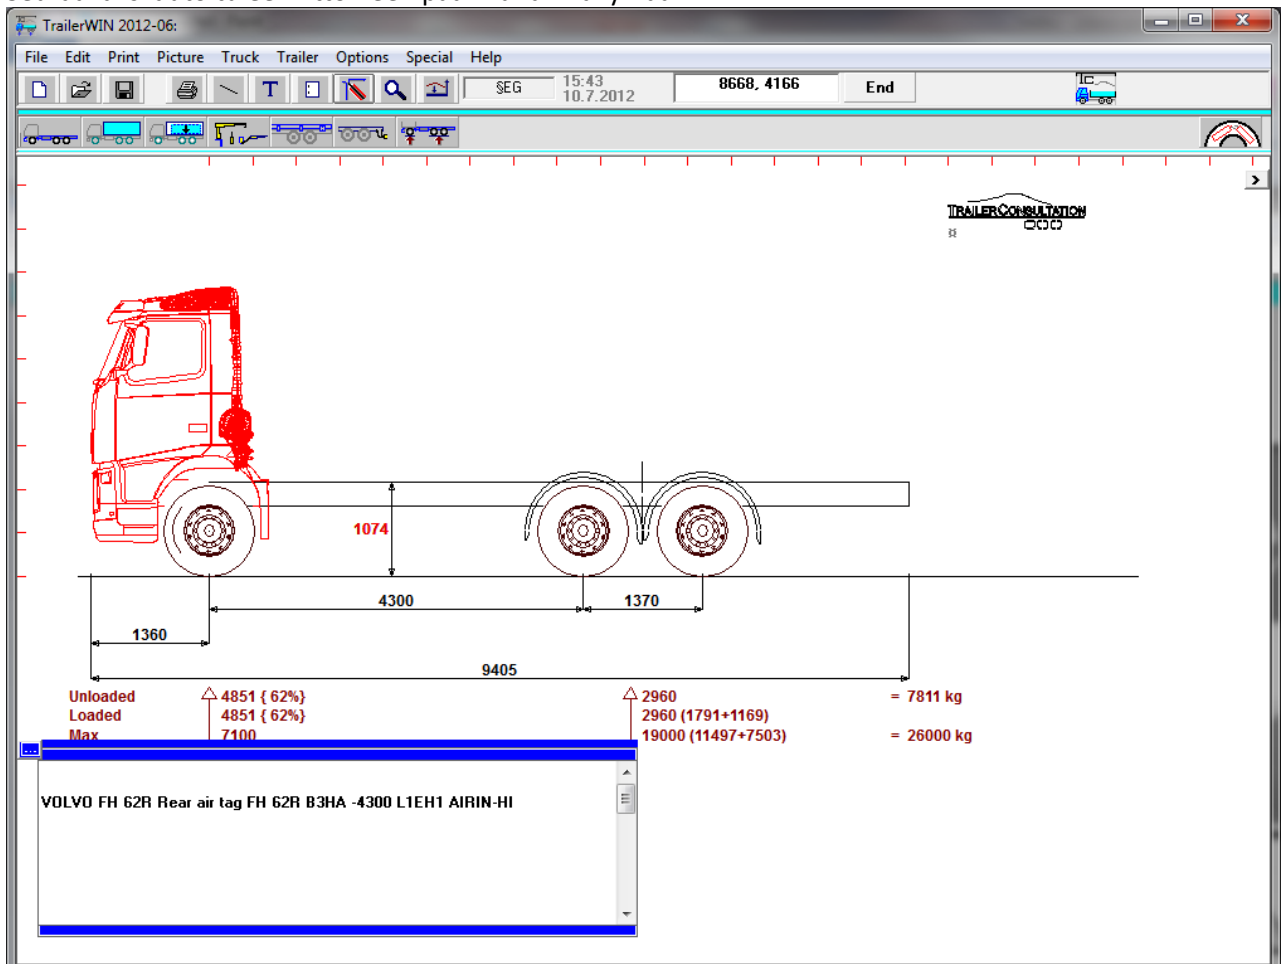 TrailerWIN 2012-06:
File Edit Print Picture Truck Trailer Options Special Help
T
SEG
15:43
10.7.2012
8668, 4166
End
TC
TRAILERCONSULTATION
1074
4300
1370
1360
9405
Unloaded 4851 { 62%} 2960 = 7811 kg
Loaded 4851 { 62%} 2960 (1791+1169)
Max 7100 19000 (11497+7503) = 26000 kg
...
VOLVO FH 62R Rear air tag FH 62R B3HA -4300 L1EH1 AIRIN-HI